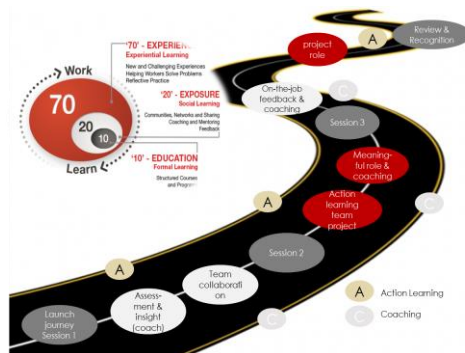 '70' - EXPERIEN
Experiential Learning
New and Challenging Experiences
Helping Workers Solve Problems
Reflective Practice
Work
70
20
10
Learn
'20' - EXPOSURE
Social Learning
Communities, Networks and Sharing
Coaching and Mentoring
Feedback
'10' - EDUCATION
Formal Learning
Structured Courses
and Program
project
role
A
Review &
Recognition
On-the-job
feedback &
coaching
C
Session 3
Meaning-
ful role &
coaching
Action
learning
team
project
A
A
C
Session 2
Team
collaborati
on
Assess-
ment &
insight
(coach)
Launch
journey
Session 1
C
A
Action Learning
C
Coaching